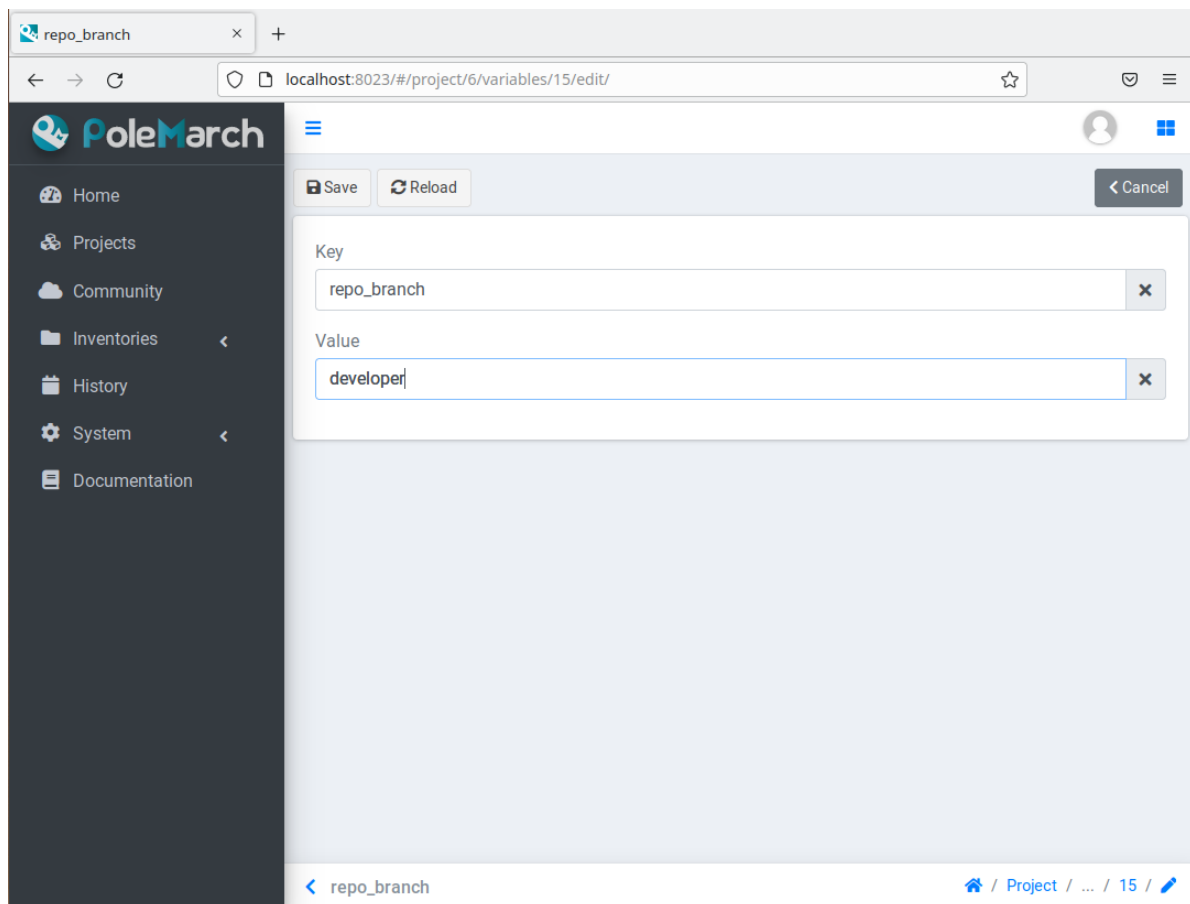 repo_branch
localhost:8023/#/project/6/variables/15/edit/
PoleMarch
Home
Projects
Community
Inventories
History
System
Documentation
Save Reload Cancel
Key
repo_branch
Value
developer
repo_branch
/ Project / ... / 15 /